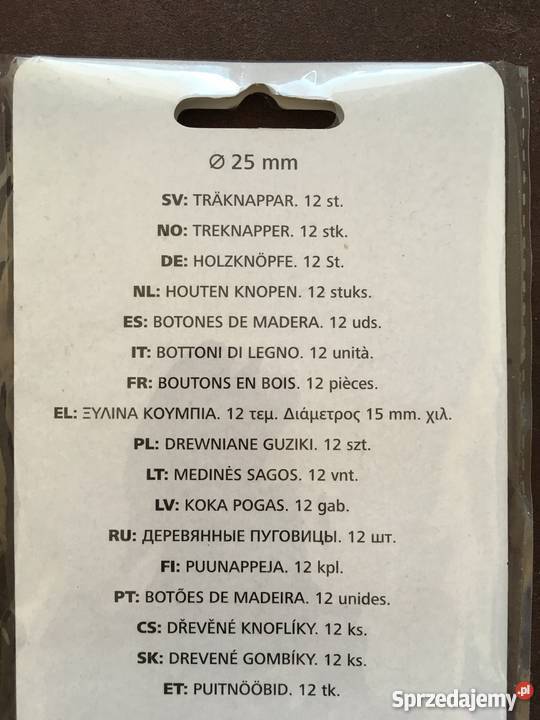 Ø 25 mm
SV: TRÄKNAPPAR. 12 st.
NO: TREKNAPPER. 12 stk.
DE: HOLZKNÖPFE. 12 St.
NL: HOUTEN KNOPEN. 12 stuks.
ES: BOTONES DE MADERA. 12 uds.
IT: BOTTONI DI LEGNO. 12 unità.
FR: BOUTONS EN BOIS. 12 pièces.
EL: ΞΥΛΙΝΑ ΚΟΥΜΠΙΑ. 12 τεμ. Διάμετρος 15 mm. χιλ.
PL: DREWNIANE GUZIKI. 12 szt.
LT: MEDINĖS SAGOS. 12 vnt.
LV: KOKA POGAS. 12 gab.
RU: ДЕРЕВЯННЫЕ ПУГОВИЦЫ. 12 шт.
FI: PUUNAPPEJA. 12 kpl.
PT: BOTÕES DE MADEIRA. 12 unides.
CS: DŘEVĚNÉ KNOFLÍKY. 12 ks.
SK: DREVENÉ GOMBÍKY. 12 ks.
ET: PUITNÖÖBID. 12 tk.
Sprzedajemy.pl